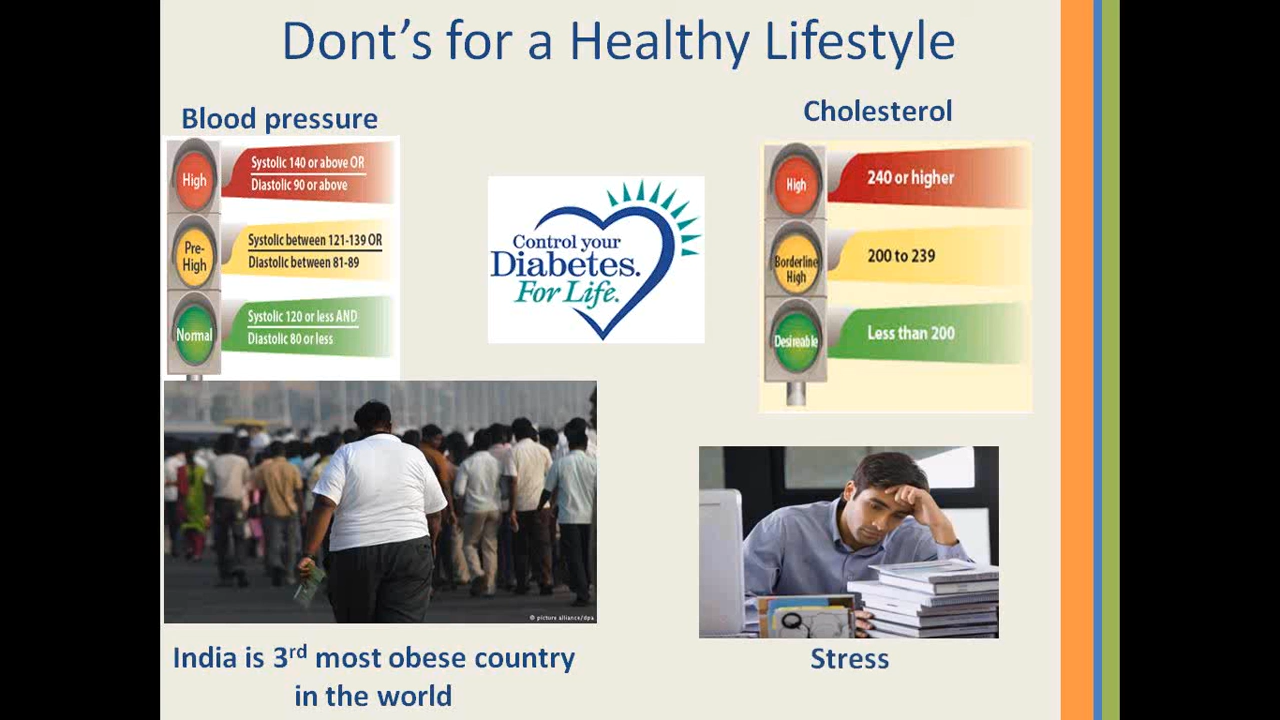 Dont's for a Healthy Lifestyle
Blood pressure
High
Systolic 140 or above OR
Diastolic 90 or above
Pre-
High
Systolic between 121-139 OR
Diastolic between 81-89
Normal
Systolic 120 or less AND
Diastolic 80 or less
Control your
Diabetes.
For Life.
Cholesterol
High
240 or higher
Borderline
High
200 to 239
Desireable
Less than 200
© picture alliance/dpa
India is 3rd most obese country
in the world
Stress